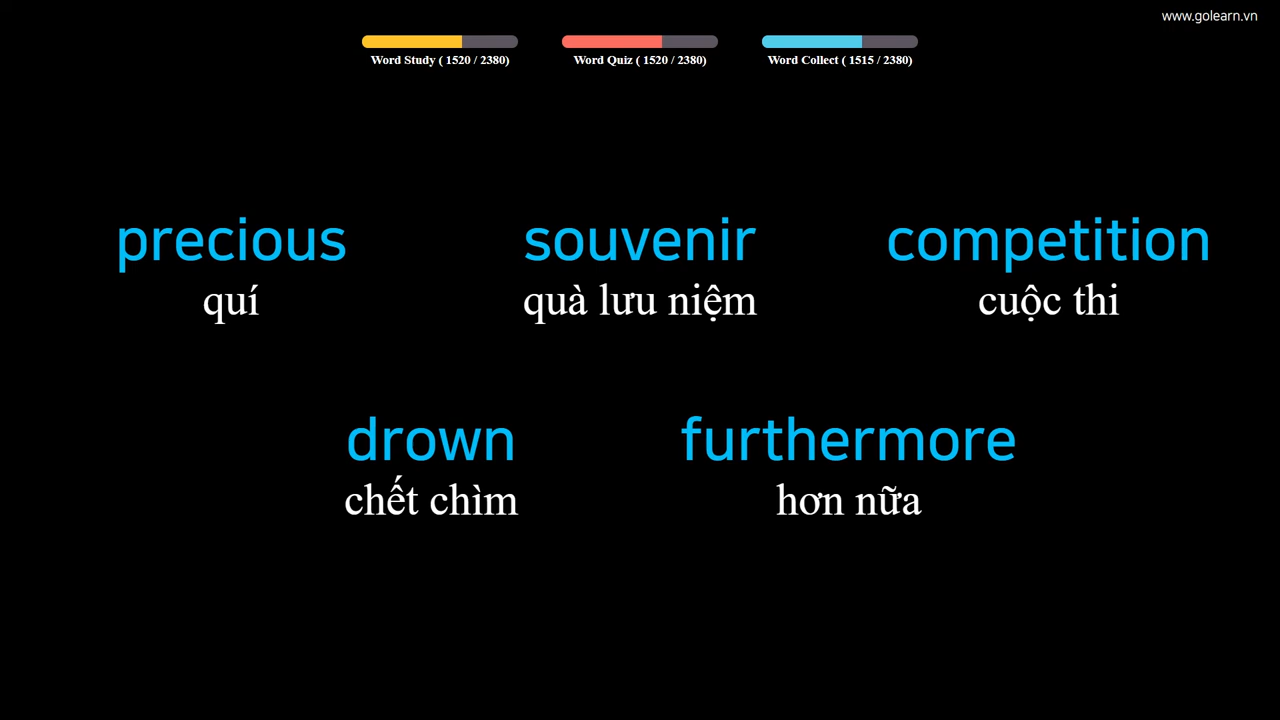 www.golearn.vn
Word Study ( 1520 / 2380) Word Quiz ( 1520 / 2380) Word Collect ( 1515 / 2380)
precious souvenir competition
quí quà lưu niệm cuộc thi
drown furthermore
chết chìm hơn nữa